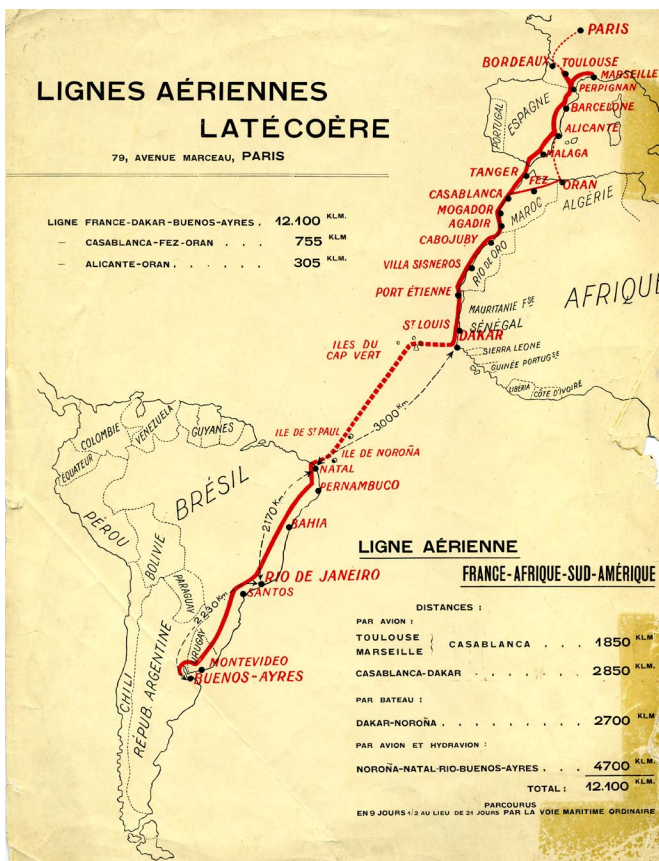 LIGNES AÉRIENNES
LATÉCOÈRE
79, AVENUE MARCEAU, PARIS
LIGNE FRANCE-DAKAR-BUENOS-AYRES. 12.100 KLM.
— CASABLANCA-FEZ-ORAN . . . 755 KLM
— ALICANTE-ORAN. . . . . . 305 KLM.
PARIS
BORDEAUX
TOULOUSE
MARSEILLE
PERPIGNAN
ESPAGNE
BARCELONE
PORTUGAL
ALICANTE
MALAGA
TANGER
FEZ
ORAN
CASABLANCA
ALGÉRIE
MOGADOR
MAROC
AGADIR
CABOJUBY
RIO DE ORO
VILLA SISNEROS
AFRIQUE
PORT ÉTIENNE
MAURITANIE FSE
ST LOUIS
SÉNÉGAL
DAKAR
ILES DU
CAP VERT
SIERRA LEONE
GUINÉE PORTUGSE
LIBÉRIA
CÔTE D'IVOIRE
3000 Km
COLOMBIE
VENEZUELA
GUYANES
ILE DE ST PAUL
ÉQUATEUR
ILE DE NOROÑA
NATAL
BRÉSIL
PERNAMBUCO
PÉROU
2170 Km
BAHIA
BOLIVIE
RIO DE JANEIRO
PARAGUAY
SANTOS
2230 Km
URUGAY
MONTEVIDEO
BUENOS-AYRES
CHILI
RÉPUB. ARGENTINE
LIGNE AÉRIENNE
FRANCE-AFRIQUE-SUD-AMÉRIQUE
DISTANCES :
PAR AVION :
TOULOUSE
MARSEILLE { CASABLANCA . . . 1850 KLM
CASABLANCA-DAKAR . . . . . 2850 KLM.
PAR BATEAU :
DAKAR-NOROÑA . . . . . . . 2700 KLM
PAR AVION ET HYDRAVION :
NOROÑA-NATAL-RIO-BUENOS-AYRES . . . 4700 KLM.
TOTAL : 12.100 KLM.
PARCOURUS
EN 9 JOURS 1/2 AU LIEU DE 21 JOURS PAR LA VOIE MARITIME ORDINAIRE